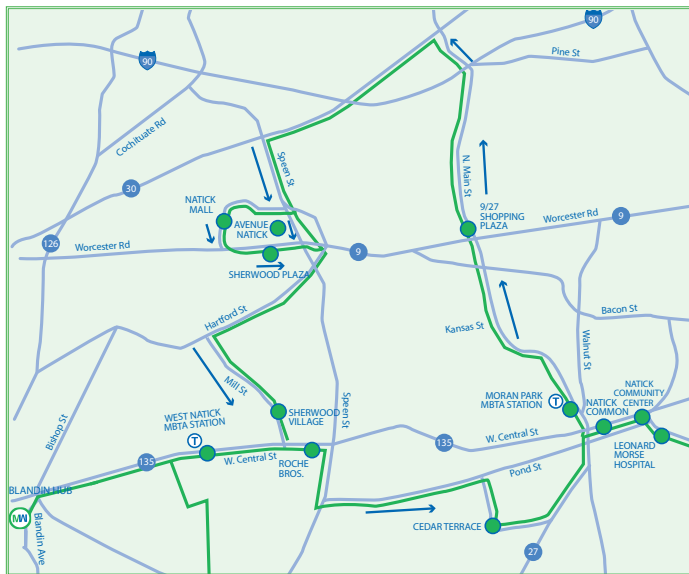 90
Pine St
90
Cochituate Rd
Speen St
N. Main St
30
NATICK
MALL
AVENUE
NATICK
9/27
SHOPPING
PLAZA
Worcester Rd
9
126
Worcester Rd
9
SHERWOOD PLAZA
Hartford St
Kansas St
Bacon St
Walnut St
Mill St
Speen St
MORAN PARK
MBTA STATION
T
NATICK
COMMUNITY
CENTER
NATICK
COMMON
Bishop St
WEST NATICK
MBTA STATION
T
SHERWOOD
VILLAGE
135
W. Central St
LEONARD
MORSE
HOSPITAL
135
W. Central St
ROCHE
BROS.
Pond St
BLANDIN HUB
MW
Blandin Ave
CEDAR TERRACE
27